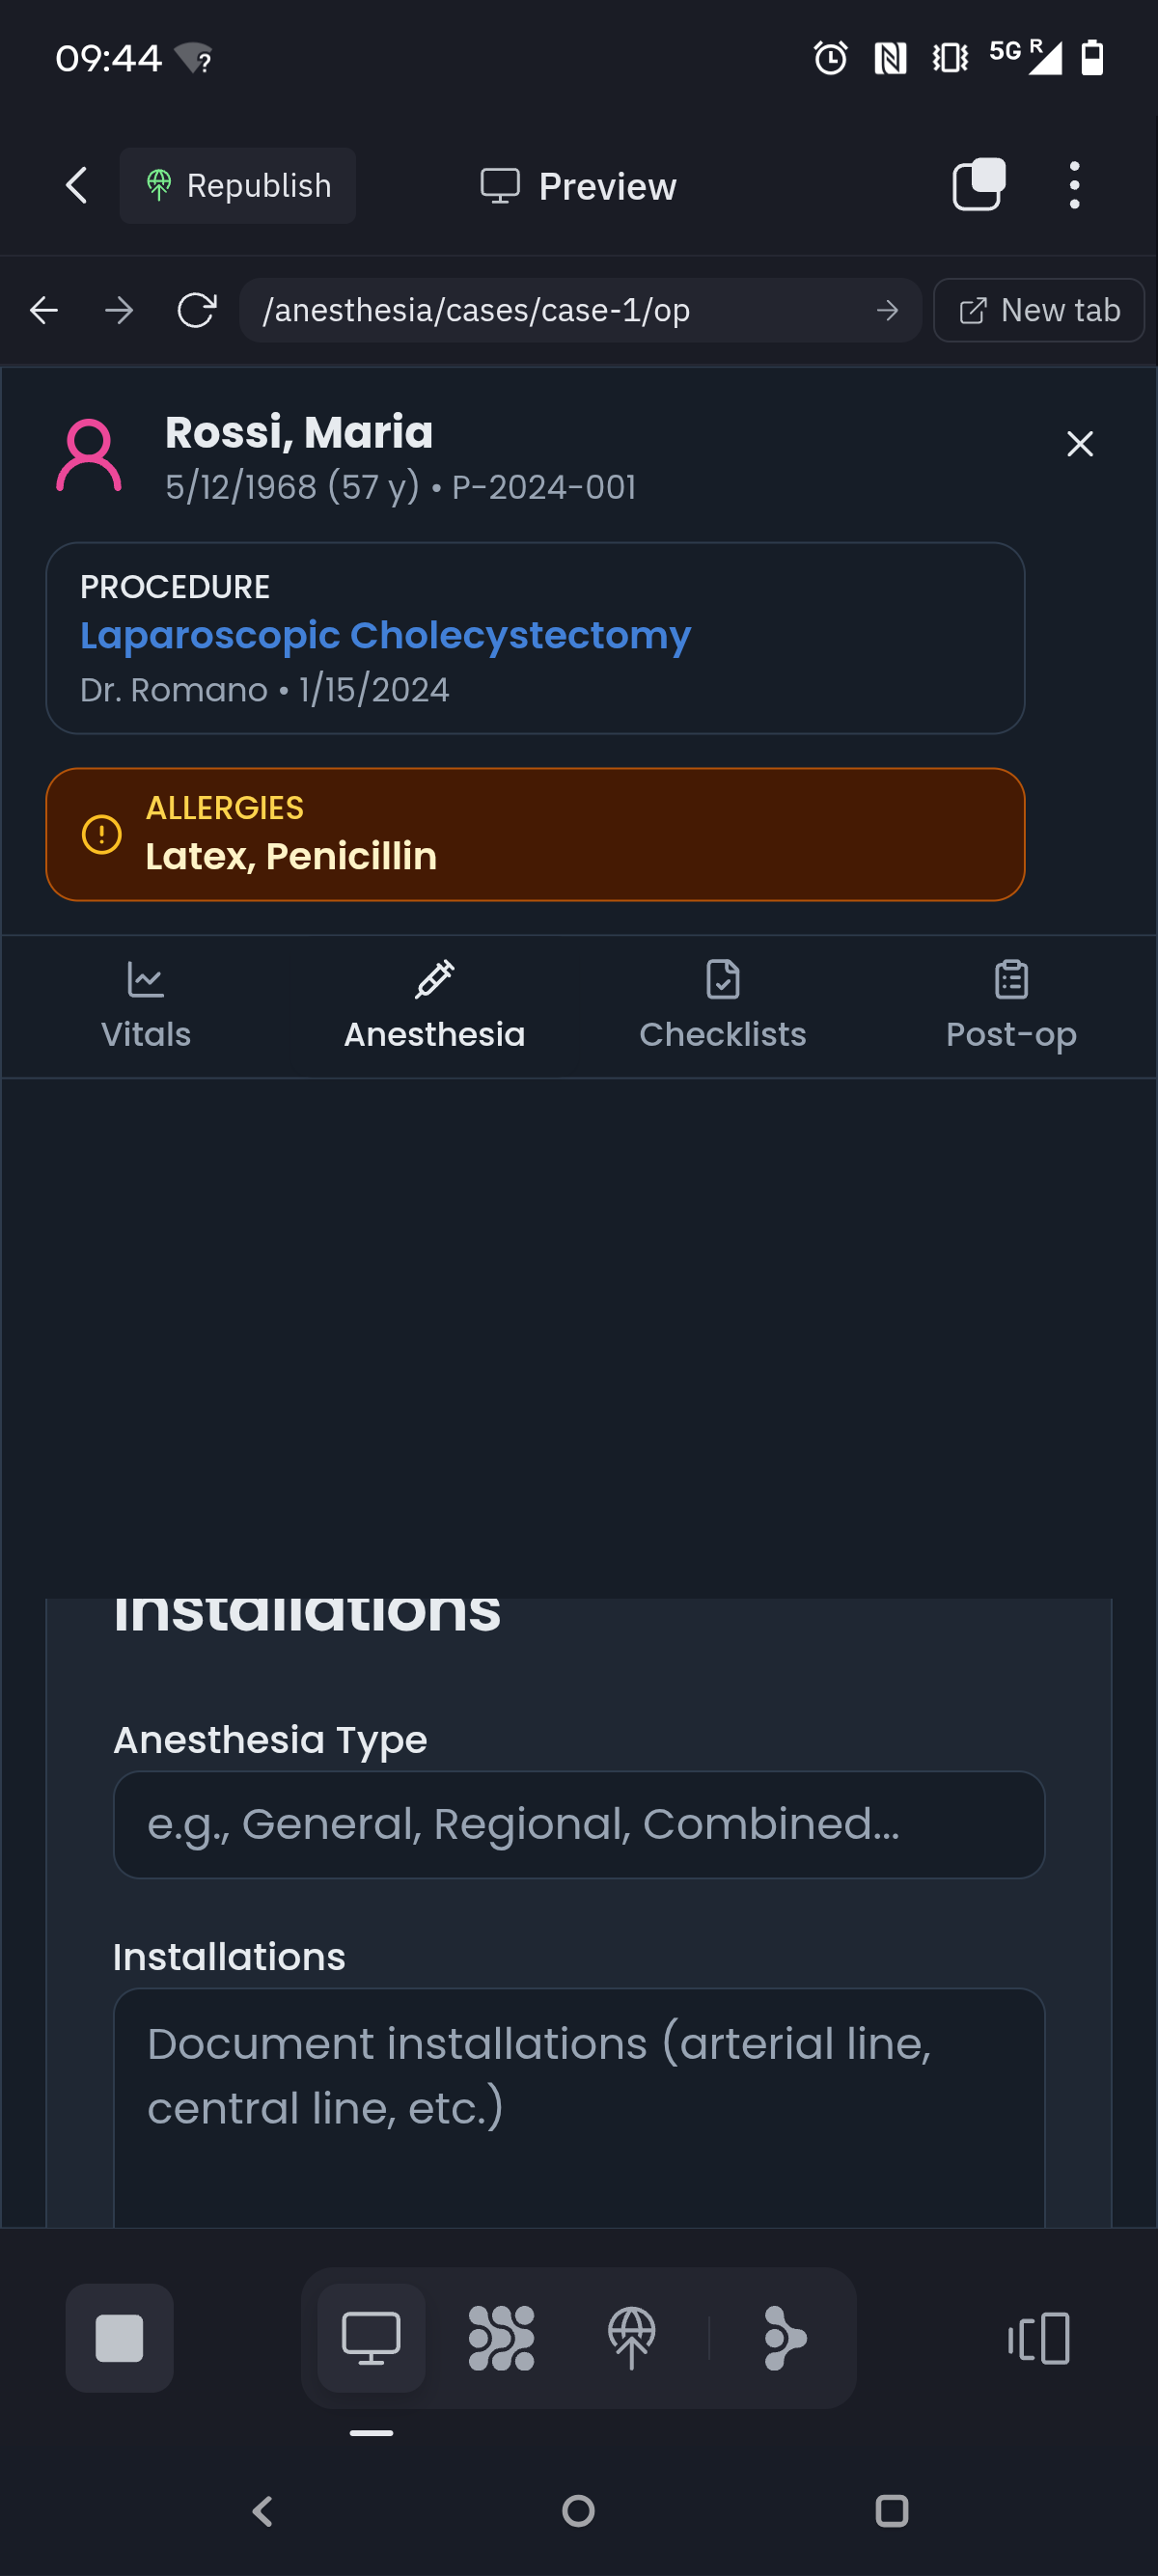 09:44
5G R
Republish
Preview
/anesthesia/cases/case-1/op
New tab
Rossi, Maria
5/12/1968 (57 y) • P-2024-001
PROCEDURE
Laparoscopic Cholecystectomy
Dr. Romano • 1/15/2024
ALLERGIES
Latex, Penicillin
Vitals
Anesthesia
Checklists
Post-op
Installations
Anesthesia Type
e.g., General, Regional, Combined...
Installations
Document installations (arterial line,
central line, etc.)